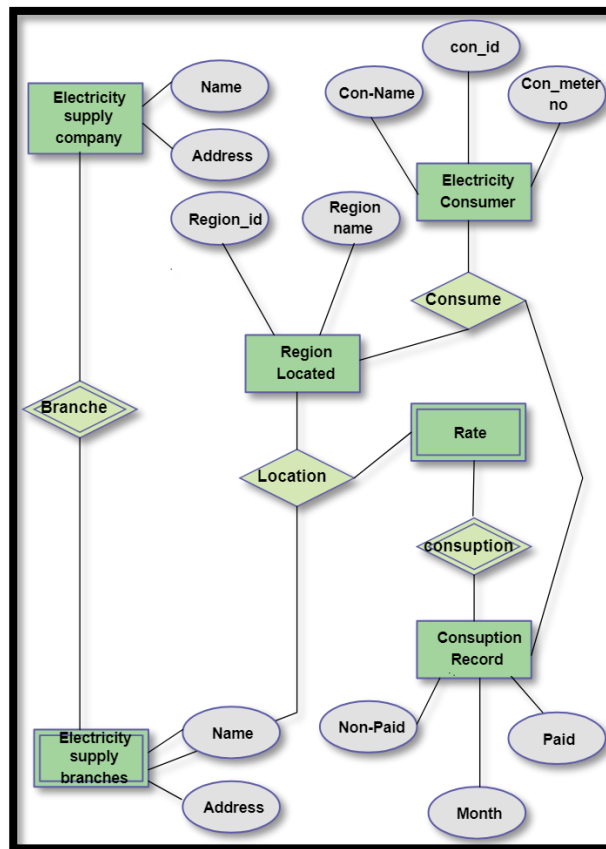 con_id
Name
Electricity
supply
company
Con-Name
Con_meter
no
Address
Electricity
Consumer
Region_id
Region
name
Consume
Region
Located
Branche
Rate
Location
consuption
Consuption
Record
Name
Non-Paid
Paid
Electricity
supply
branches
Address
Month